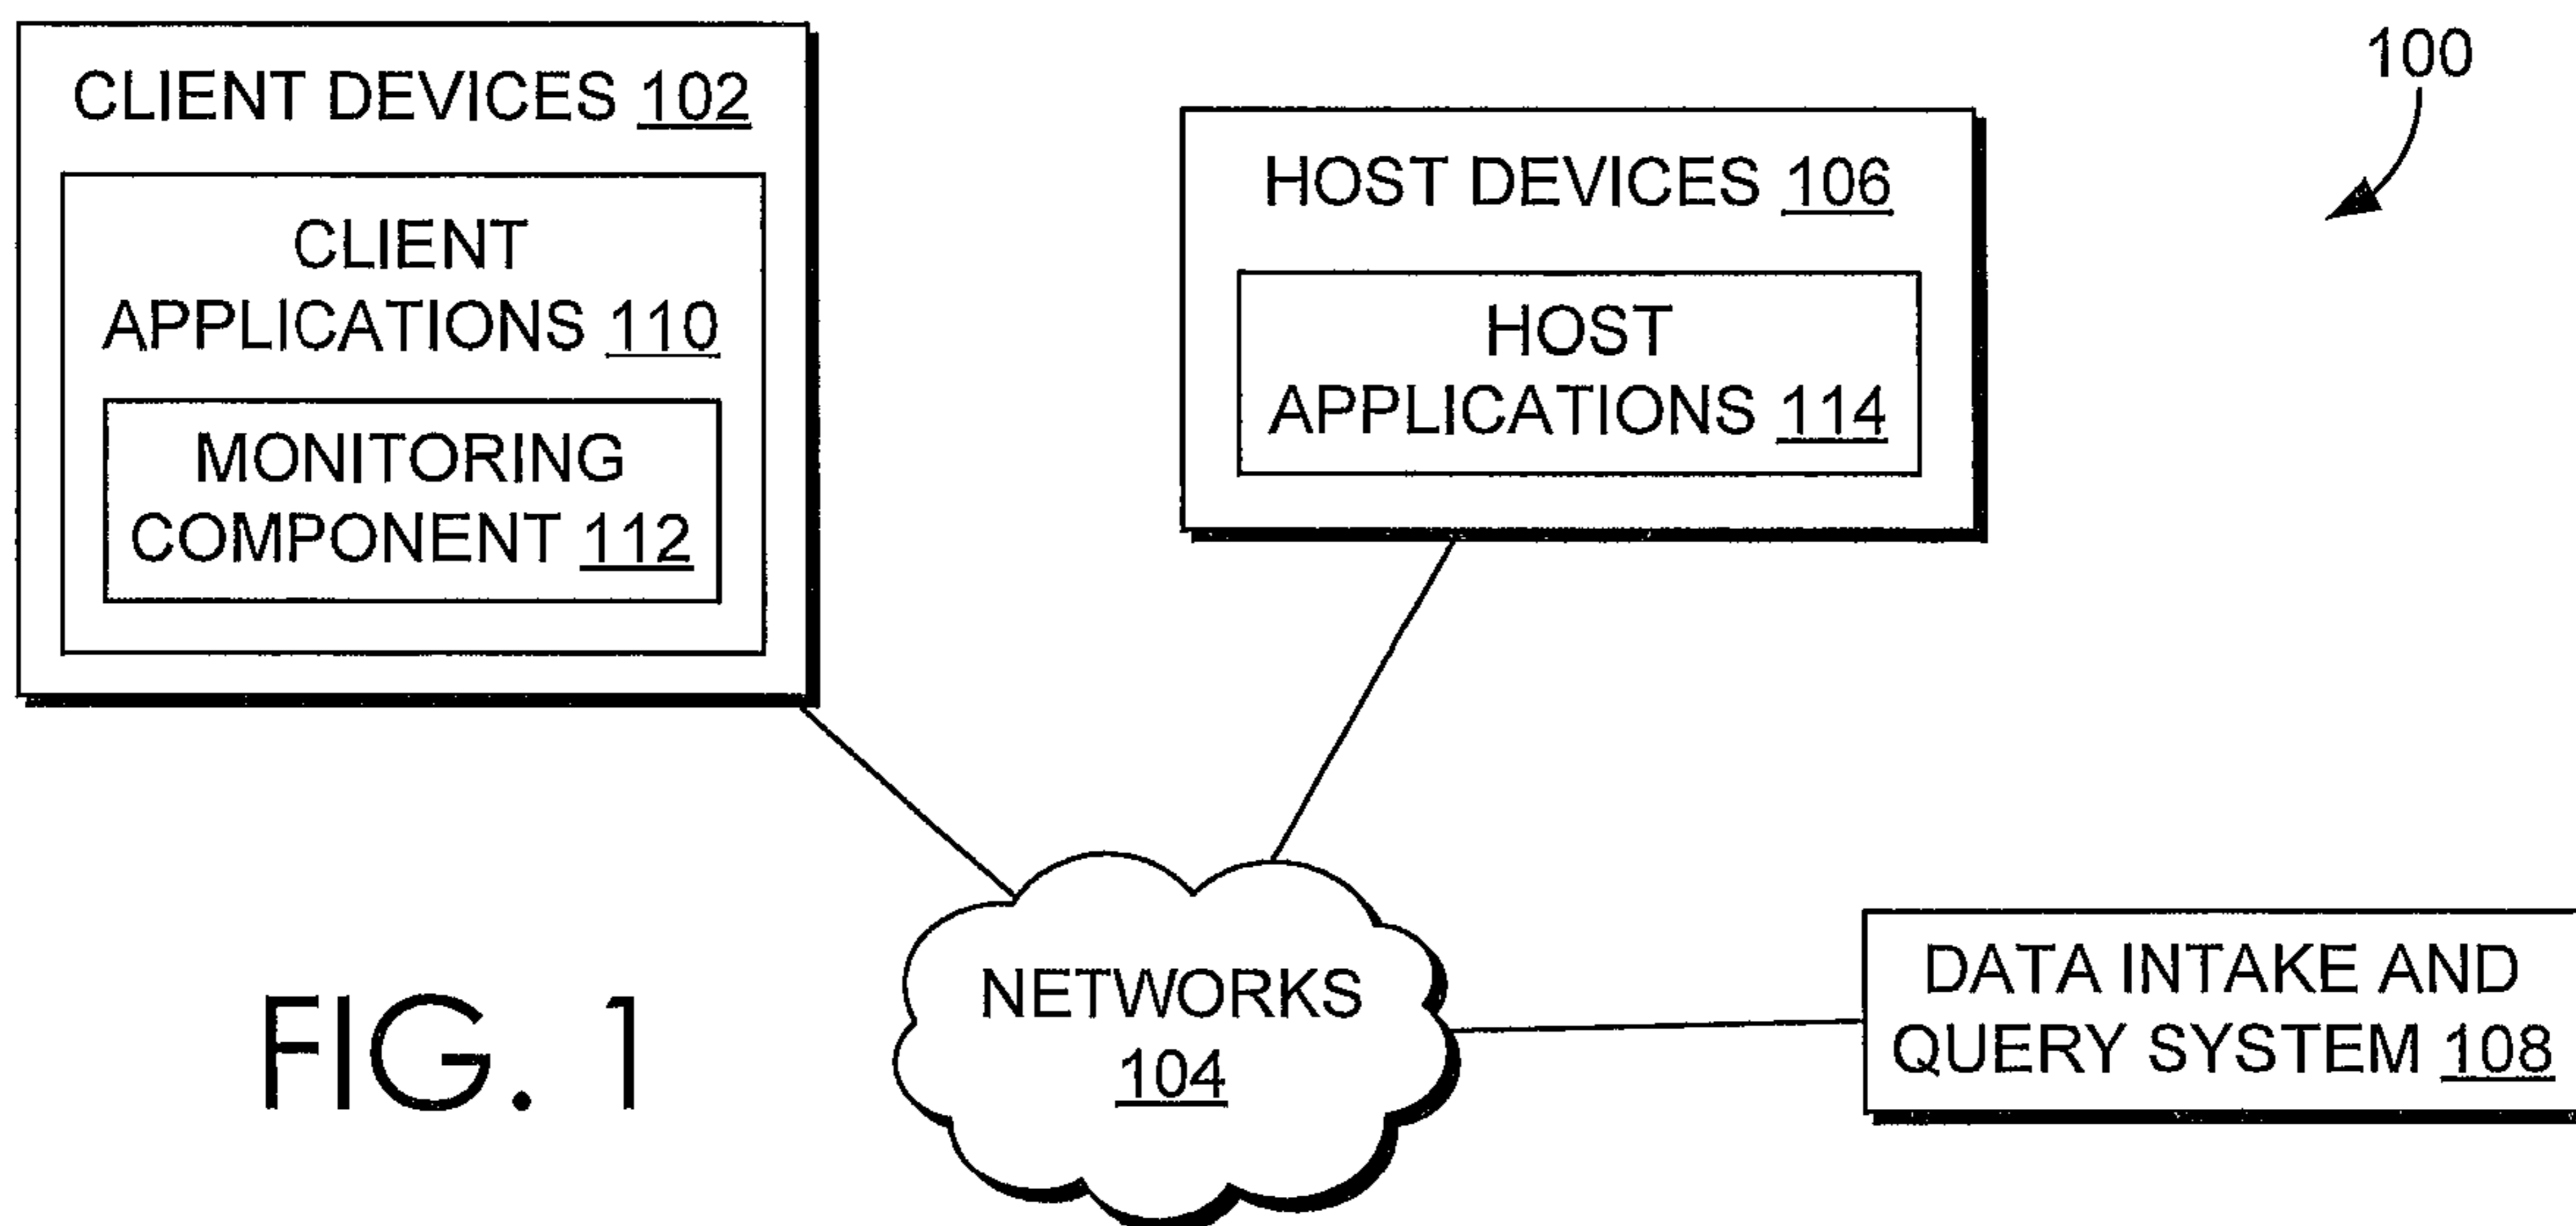 100
CLIENT DEVICES 102
CLIENT
APPLICATIONS 110
MONITORING
COMPONENT 112
HOST DEVICES 106
HOST
APPLICATIONS 114
NETWORKS
104
DATA INTAKE AND
QUERY SYSTEM 108
FIG. 1